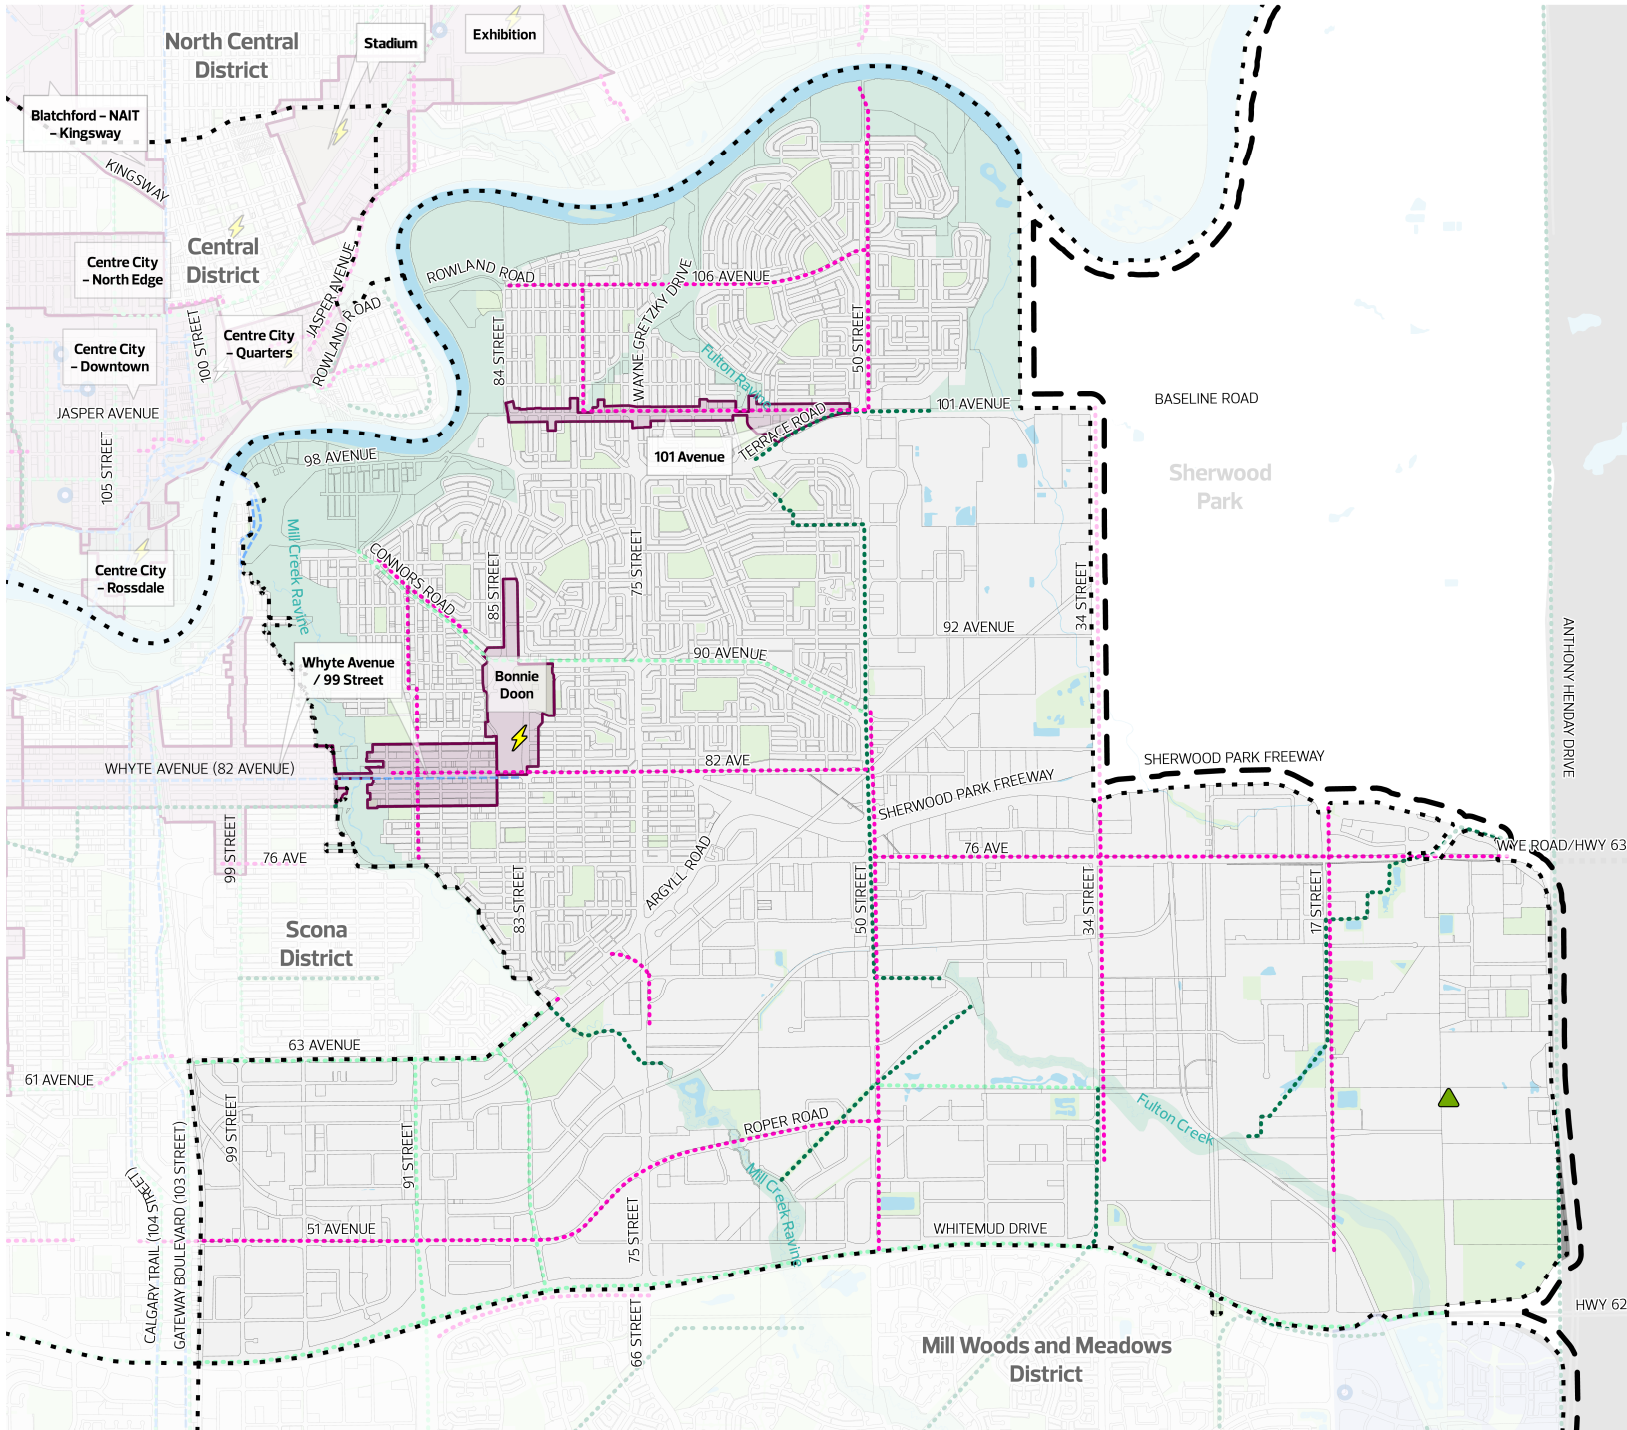 North Central
District
Stadium
Exhibition
Blatchford – NAIT
– Kingsway
KINGSWAY
Central
District
Centre City
– North Edge
JASPER AVENUE
ROWLAND ROAD
ROWLAND ROAD
106 AVENUE
WAYNE GRETZKY DRIVE
Centre City
– Quarters
Centre City
– Downtown
100 STREET
84 STREET
50 STREET
Fulton Ravine
JASPER AVENUE
101 AVENUE
BASELINE ROAD
TERRACE ROAD
101 Avenue
98 AVENUE
105 STREET
Sherwood
Park
Mill Creek Ravine
Centre City
– Rossdale
CONNORS ROAD
85 STREET
75 STREET
34 STREET
92 AVENUE
90 AVENUE
ANTHONY HENDAY DRIVE
Whyte Avenue
/ 99 Street
Bonnie
Doon
WHYTE AVENUE (82 AVENUE)
82 AVE
SHERWOOD PARK FREEWAY
SHERWOOD PARK FREEWAY
99 STREET
76 AVE
76 AVE
WYE ROAD/HWY 63
ARGYLL ROAD
83 STREET
50 STREET
34 STREET
17 STREET
Scona
District
63 AVENUE
61 AVENUE
99 STREET
91 STREET
ROPER ROAD
Fulton Creek
Mill Creek Ravine
CALGARY TRAIL (104 STREET)
GATEWAY BOULEVARD (103 STREET)
51 AVENUE
75 STREET
WHITEMUD DRIVE
66 STREET
HWY 62
Mill Woods and Meadows
District